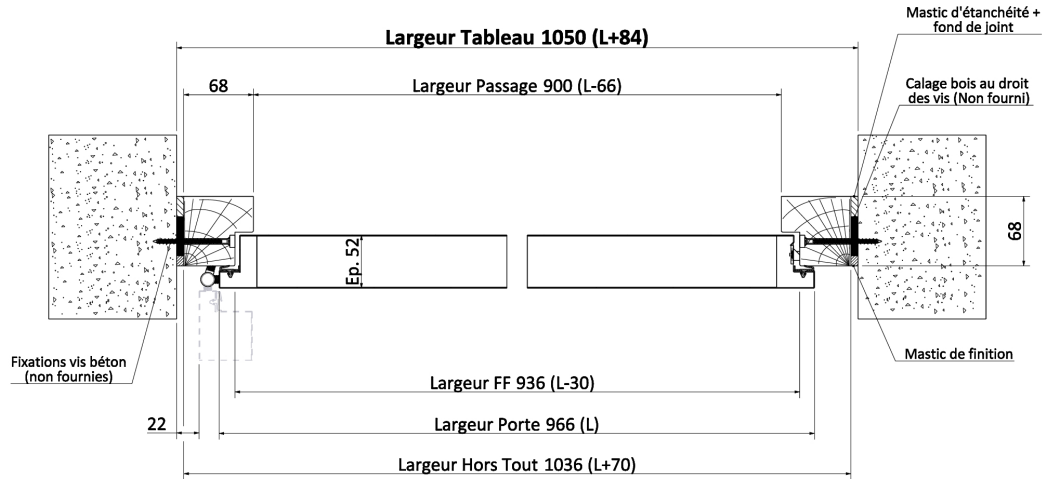 Mastic d'étanchéité +
fond de joint
Largeur Tableau 1050 (L+84)
68
Largeur Passage 900 (L-66)
Calage bois au droit
des vis (Non fourni)
68
Ep. 52
Fixations vis béton
(non fournies)
Mastic de finition
Largeur FF 936 (L-30)
22
Largeur Porte 966 (L)
Largeur Hors Tout 1036 (L+70)